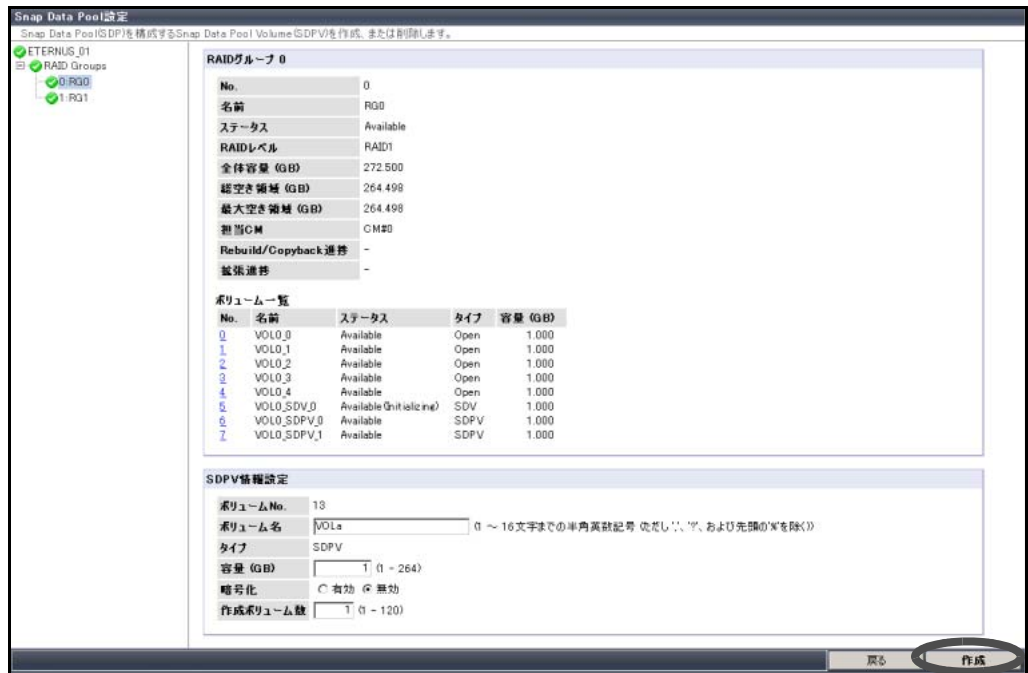 Snap Data Pool設定
Snap Data Pool(SDP)を構成するSnap Data Pool Volume(SDPV)を作成、または削除します。
ETERNUS_01
RAID Groups
0:RG0
1:RG1
RAIDグループ 0
No. 0
名前 RG0
ステータス Available
RAIDレベル RAID1
全体容量 (GB) 272.500
総空き領域 (GB) 264.498
最大空き領域 (GB) 264.498
担当CM CM#0
Rebuild/Copyback進捗 -
拡張進捗 -
ボリューム一覧
No. 名前 ステータス タイプ 容量 (GB)
0 VOL0_0 Available Open 1.000
1 VOL0_1 Available Open 1.000
2 VOL0_2 Available Open 1.000
3 VOL0_3 Available Open 1.000
4 VOL0_4 Available Open 1.000
5 VOL0_SDV_0 Available(Initializing) SDV 1.000
6 VOL0_SDPV_0 Available SDPV 1.000
7 VOL0_SDPV_1 Available SDPV 1.000
SDPV情報設定
ボリュームNo. 13
ボリューム名 VOLa (1 ～ 16文字までの半角英数記号 (ただし','、'?'、および先頭の'%'を除く))
タイプ SDPV
容量 (GB) 1 (1 - 264)
暗号化 有効 無効
作成ボリューム数 1 (1 - 120)
戻る 作成